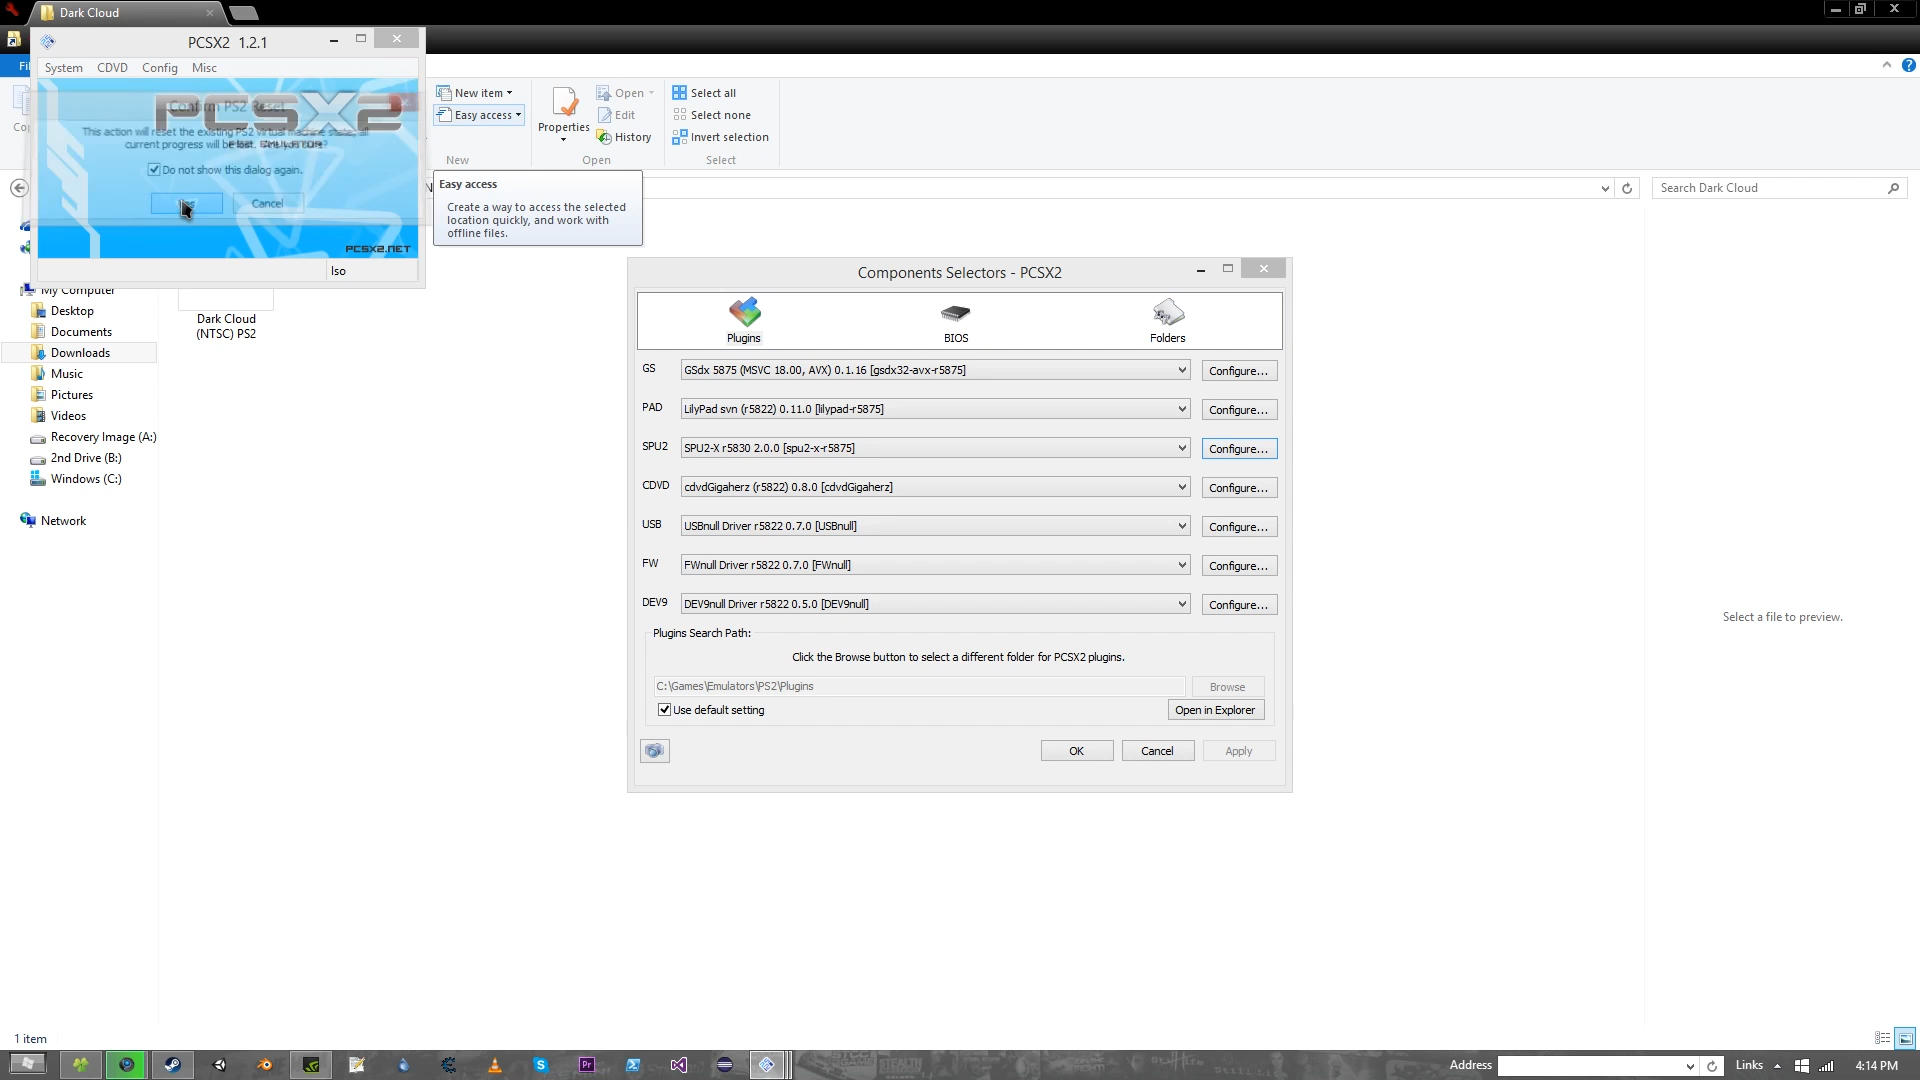 Dark Cloud
PCSX2 1.2.1
System CDVD Config Misc
PCSX2
Confirm PS2 Reset
This action will reset the existing PS2 virtual machine state; all
current progress will be lost.
Do not show this dialog again.
Cancel
PCSX2.NET
Iso
New item
Easy access
New
Properties
Open
Edit
History
Open
Select all
Select none
Invert selection
Select
Easy access
Create a way to access the selected
location quickly, and work with
offline files.
Search Dark Cloud
My Computer
Desktop
Documents
Downloads
Music
Pictures
Videos
Recovery Image (A:)
2nd Drive (B:)
Windows (C:)
Network
Dark Cloud
(NTSC) PS2
Components Selectors - PCSX2
Plugins BIOS Folders
GS GSdx 5875 (MSVC 18.00, AVX) 0.1.16 [gsdx32-avx-r5875] Configure...
PAD LilyPad svn (r5822) 0.11.0 [lilypad-r5875] Configure...
SPU2 SPU2-X r5830 2.0.0 [spu2-x-r5875] Configure...
CDVD cdvdGigaherz (r5822) 0.8.0 [cdvdGigaherz] Configure...
USB USBnull Driver r5822 0.7.0 [USBnull] Configure...
FW FWnull Driver r5822 0.7.0 [FWnull] Configure...
DEV9 DEV9null Driver r5822 0.5.0 [DEV9null] Configure...
Plugins Search Path:
Click the Browse button to select a different folder for PCSX2 plugins.
C:\Games\Emulators\PS2\Plugins Browse
Use default setting Open in Explorer
OK Cancel Apply
Select a file to preview.
1 item
Pr
Address Links 4:14 PM